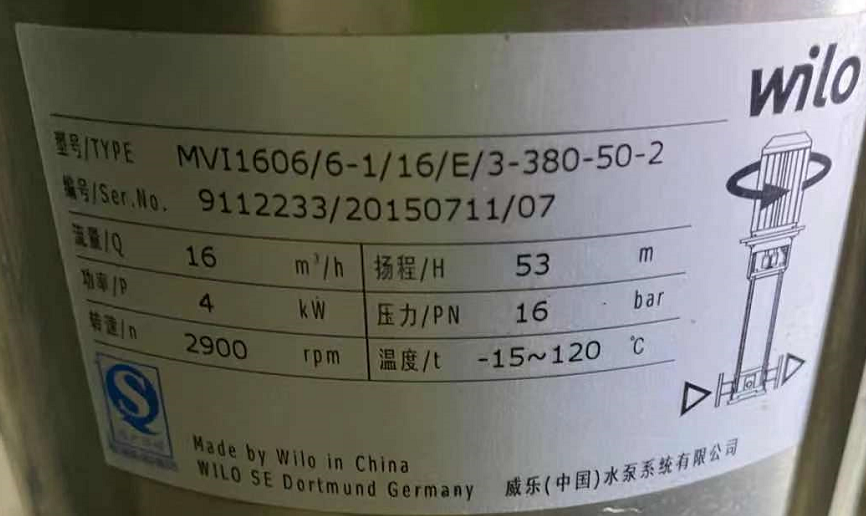 wilo
型号/TYPE MVI1606/6-1/16/E/3-380-50-2
编号/Ser.No. 9112233/20150711/07
流量/Q 16 m³/h 扬程/H 53 m
功率/P 4 kW 压力/PN 16 bar
转速/n 2900 rpm 温度/t -15~120 ℃
Made by Wilo in China
WILO SE Dortmund Germany 威乐(中国)水泵系统有限公司